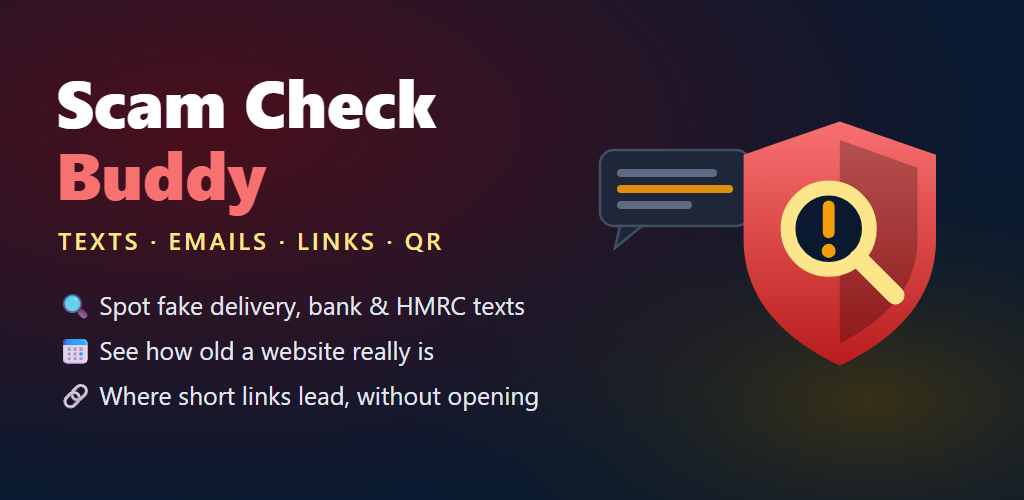 Scam Check
Buddy
TEXTS · EMAILS · LINKS · QR
Spot fake delivery, bank & HMRC texts
See how old a website really is
Where short links lead, without opening